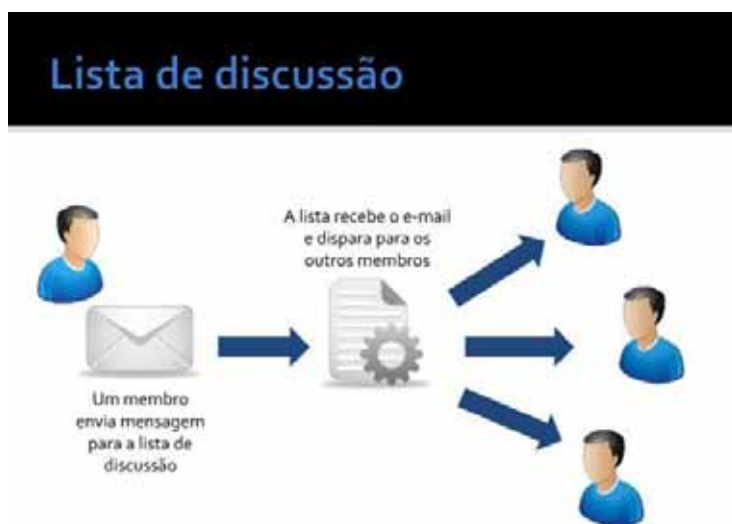 Lista de discussão
A lista recebe o e-mail
e dispara para os
outros membros
Um membro
envia mensagem
para a lista de
discussão